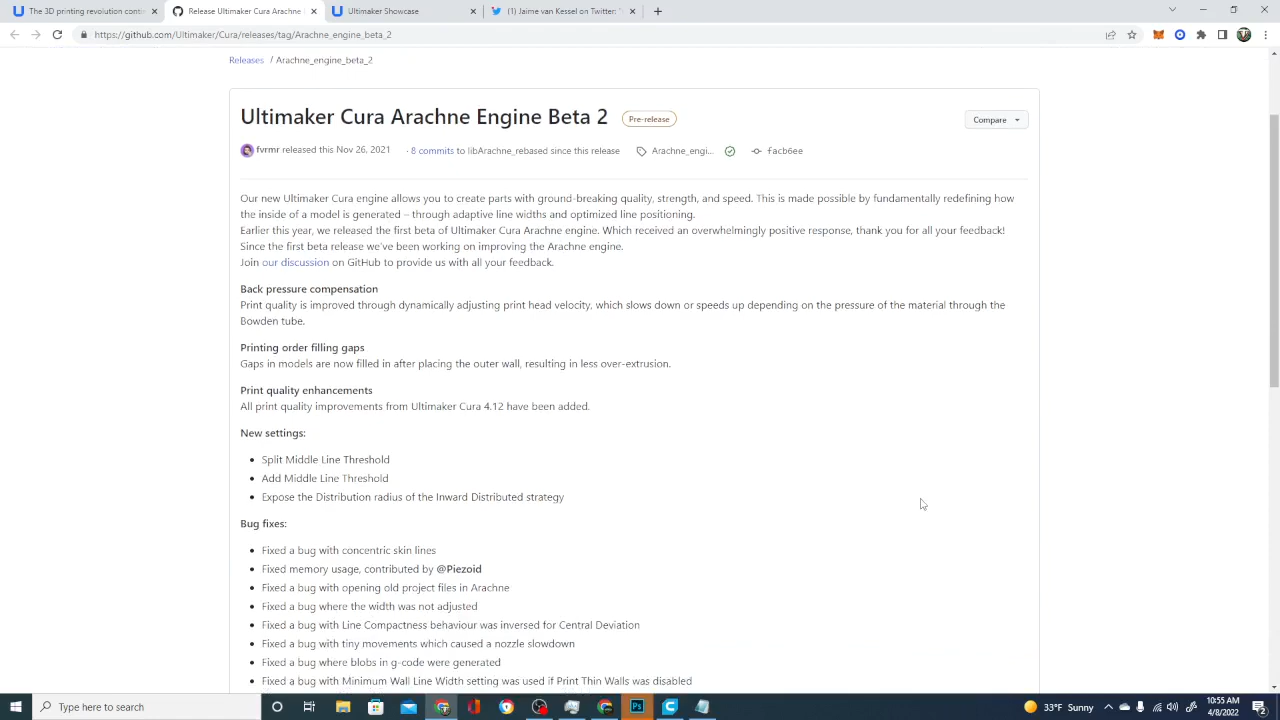 The 3D printing revolution conti
Release Ultimaker Cura Arachne
Ultimaker Showcase
(1) Jaime van Kessel on Twitter: "
https://github.com/Ultimaker/Cura/releases/tag/Arachne_engine_beta_2
Releases / Arachne_engine_beta_2
Ultimaker Cura Arachne Engine Beta 2 Pre-release
Compare
fvrmr released this Nov 26, 2021 · 8 commits to libArachne_rebased since this release Arachne_engi... facb6ee
Our new Ultimaker Cura engine allows you to create parts with ground-breaking quality, strength, and speed. This is made possible by fundamentally redefining how
the inside of a model is generated – through adaptive line widths and optimized line positioning.
Earlier this year, we released the first beta of Ultimaker Cura Arachne engine. Which received an overwhelmingly positive response, thank you for all your feedback!
Since the first beta release we've been working on improving the Arachne engine.
Join our discussion on GitHub to provide us with all your feedback.
Back pressure compensation
Print quality is improved through dynamically adjusting print head velocity, which slows down or speeds up depending on the pressure of the material through the
Bowden tube.
Printing order filling gaps
Gaps in models are now filled in after placing the outer wall, resulting in less over-extrusion.
Print quality enhancements
All print quality improvements from Ultimaker Cura 4.12 have been added.
New settings:
• Split Middle Line Threshold
• Add Middle Line Threshold
• Expose the Distribution radius of the Inward Distributed strategy
Bug fixes:
• Fixed a bug with concentric skin lines
• Fixed memory usage, contributed by @Piezoid
• Fixed a bug with opening old project files in Arachne
• Fixed a bug where the width was not adjusted
• Fixed a bug with Line Compactness behaviour was inversed for Central Deviation
• Fixed a bug with tiny movements which caused a nozzle slowdown
• Fixed a bug where blobs in g-code were generated
• Fixed a bug with Minimum Wall Line Width setting was used if Print Thin Walls was disabled
Type here to search
33°F Sunny
10:55 AM
4/8/2022